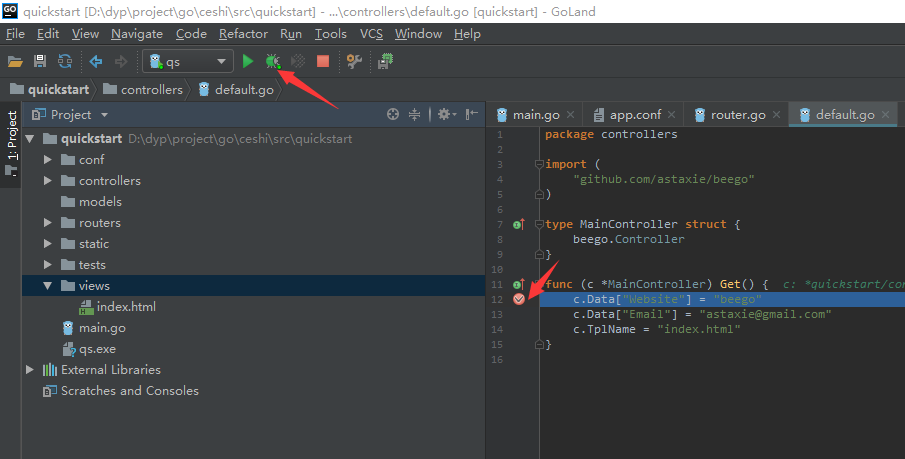 quickstart [D:\dyp\project\go\ceshi\src\quickstart] - ...\controllers\default.go [quickstart] - GoLand
File Edit View Navigate Code Refactor Run Tools VCS Window Help
qs
quickstart controllers default.go
1: Project
Project
quickstart D:\dyp\project\go\ceshi\src\quickstart
conf
controllers
models
routers
static
tests
views
index.html
main.go
qs.exe
External Libraries
Scratches and Consoles
main.go app.conf router.go default.go
1 package controllers
2
3 import (
4 "github.com/astaxie/beego"
5 )
6
7 type MainController struct {
8 beego.Controller
9 }
10
11 func (c *MainController) Get() { c: *quickstart/con
12 c.Data["Website"] = "beego"
13 c.Data["Email"] = "astaxie@gmail.com"
14 c.TplName = "index.html"
15 }
16